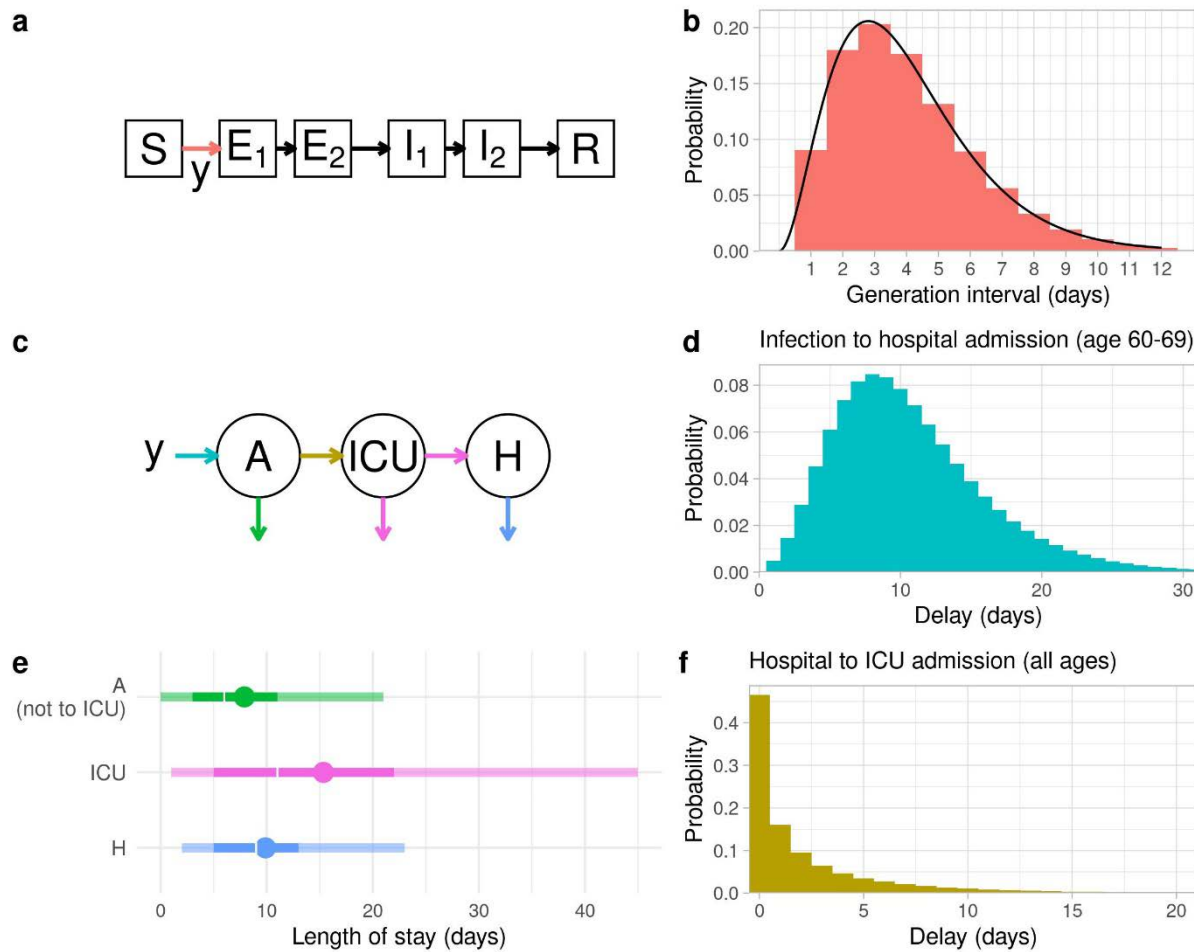 a
S E₁ E₂ I₁ I₂ R
y
b
Probability
0.20
0.15
0.10
0.05
0.00
1 2 3 4 5 6 7 8 9 10 11 12
Generation interval (days)
c
y A ICU H
d Infection to hospital admission (age 60-69)
Probability
0.08
0.06
0.04
0.02
0.00
0 10 20 30
Delay (days)
e
A
(not to ICU)
ICU
H
0 10 20 30 40
Length of stay (days)
f Hospital to ICU admission (all ages)
Probability
0.4
0.3
0.2
0.1
0.0
0 5 10 15 20
Delay (days)